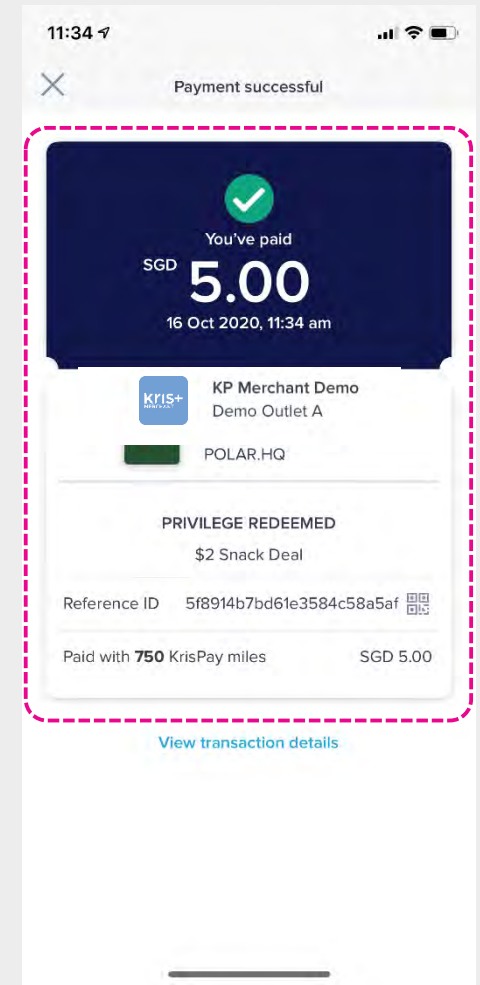 11:34
Payment successful
You've paid
SGD 5.00
16 Oct 2020, 11:34 am
Kris+
MERCHANT
KP Merchant Demo
Demo Outlet A
POLAR.HQ
PRIVILEGE REDEEMED
$2 Snack Deal
Reference ID 5f8914b7bd61e3584c58a5af
Paid with 750 KrisPay miles SGD 5.00
View transaction details